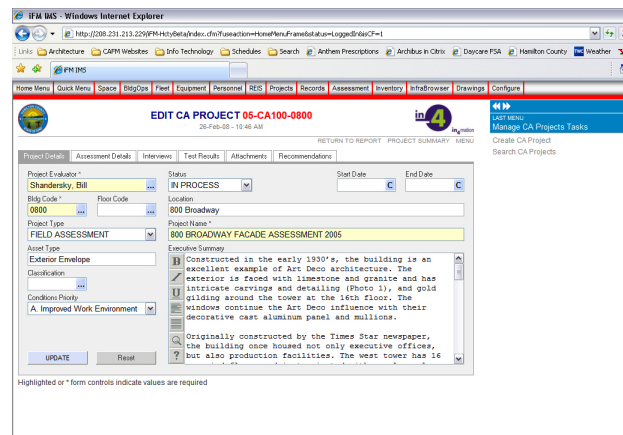 iFM IMS - Windows Internet Explorer
http://208.231.213.229/iFM-HctyBeta/index.cfm?fuseaction=HomeMenuFrame&status=LoggedIn&isCF=1
Links Architecture CAFM Websites Info Technology Schedules Search Anthem Prescriptions Archibus in Citrix Daycare FSA Hamilton County Weather
iFM IMS
Home Menu Quick Menu Space BldgOps Fleet Equipment Personnel REIS Projects Records Assessment Inventory InfraBrowser Drawings Configure
EDIT CA PROJECT 05-CA100-0800
26-Feb-08 - 10:46 AM
in4
in4mation
LAST MENU
Manage CA Projects Tasks
Create CA Project
Search CA Projects
RETURN TO REPORT PROJECT SUMMARY MENU
Project Details Assessment Details Interviews Test Results Attachments Recommendations
Project Evaluator * Status Start Date End Date
Shandersky, Bill ... IN PROCESS C C
Bldg Code * Floor Code Location
0800 ... ... 800 Broadway
Project Type Project Name *
FIELD ASSESSMENT 800 BROADWAY FACADE ASSESSMENT 2005
Asset Type Executive Summary
Exterior Envelope
Classification
...
Conditions Priority
A. Improved Work Environment
B
I
U
?
Constructed in the early 1930's, the building is an
excellent example of Art Deco architecture. The
exterior is faced with limestone and granite and has
intricate carvings and detailing (Photo 1), and gold
gilding around the tower at the 16th floor. The
windows continue the Art Deco influence with their
decorative cast aluminum panel and mullions.
Originally constructed by the Times Star newspaper,
the building once housed not only executive offices,
but also production facilities. The west tower has 16
UPDATE Reset
Highlighted or * form controls indicate values are required